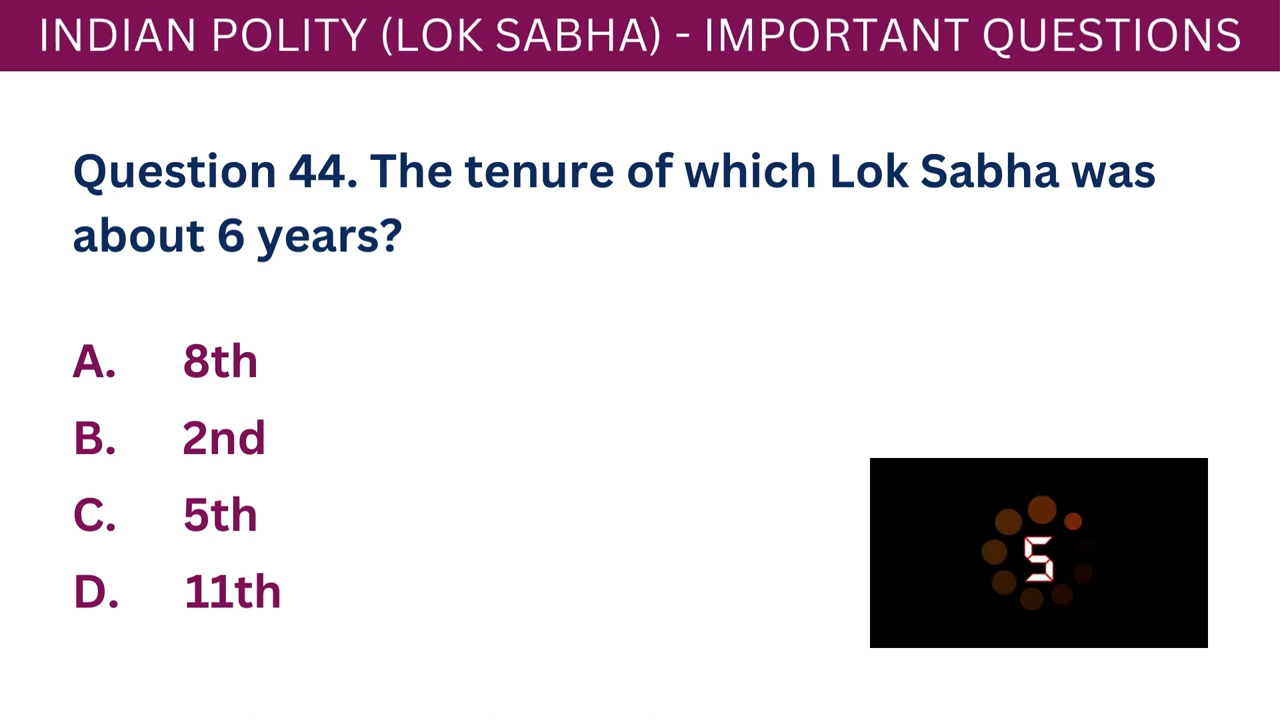 INDIAN POLITY (LOK SABHA) - IMPORTANT QUESTIONS
Question 44. The tenure of which Lok Sabha was
about 6 years?
A. 8th
B. 2nd
C. 5th
D. 11th
5